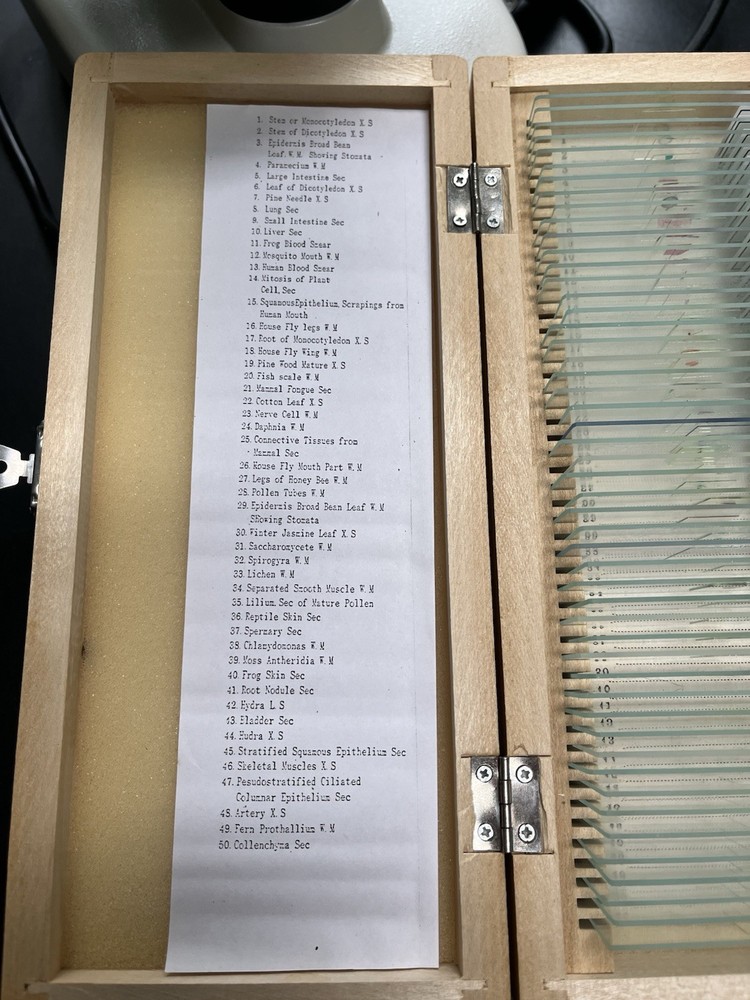 1. Stem or Monocotyledon X.S
2. Stem of Dicotyledon X.S
3. Epidermis Broad Bean
Leaf.W.M. Showing Stomata
4. Paramecium W.M
5. Large Intestine Sec
6. Leaf of Dicotyledon X.S
7. Pine Needle X.S
8. Lung Sec
9. Small Intestine Sec
10. Liver Sec
11. Frog Blood Smear
12. Mosquito Mouth W.M
13. Human Blood Smear
14. Mitosis of Plant
Cell, Sec
15. SquamousEpithelium, Scrapings from
Human Mouth
16. House Fly legs W.M
17. Root of Monocotyledon X.S
18. House Fly Wing W.M
19. Pine Wood Mature X.S
20. Fish scale W.M
21. Mammal Fongue Sec
22. Cotton Leaf X.S
23. Nerve Cell W.M
24. Daphnia W.M
25. Connective Tissues from
Mammal Sec
26. House Fly Mouth Part W.M
27. Legs of Honey Bee W.M
28. Pollen Tubes W.M
29. Epidermis Broad Bean Leaf W.M
SHowing Stomata
30. Winter Jasmine Leaf X.S
31. Saccharomycete W.M
32. Spirogyra W.M
33. Lichen W.M
34. Separated Smooth Muscle W.M
35. Lilium Sec of Mature Pollen
36. Reptile Skin Sec
37. Spermary Sec
38. Chlamydomonas W.M
39. Moss Antheridia W.M
40. Frog Skin Sec
41. Root Nodule Sec
42. Hydra L.S
43. Bladder Sec
44. Hudra X.S
45. Stratified Squamous Epithelium Sec
46. Skeletal Muscles X.S
47. Pesudostratified Ciliated
Columnar Epithelium Sec
48. Artery X.S
49. Fern Prothallium W.M
50. Collenchyma Sec